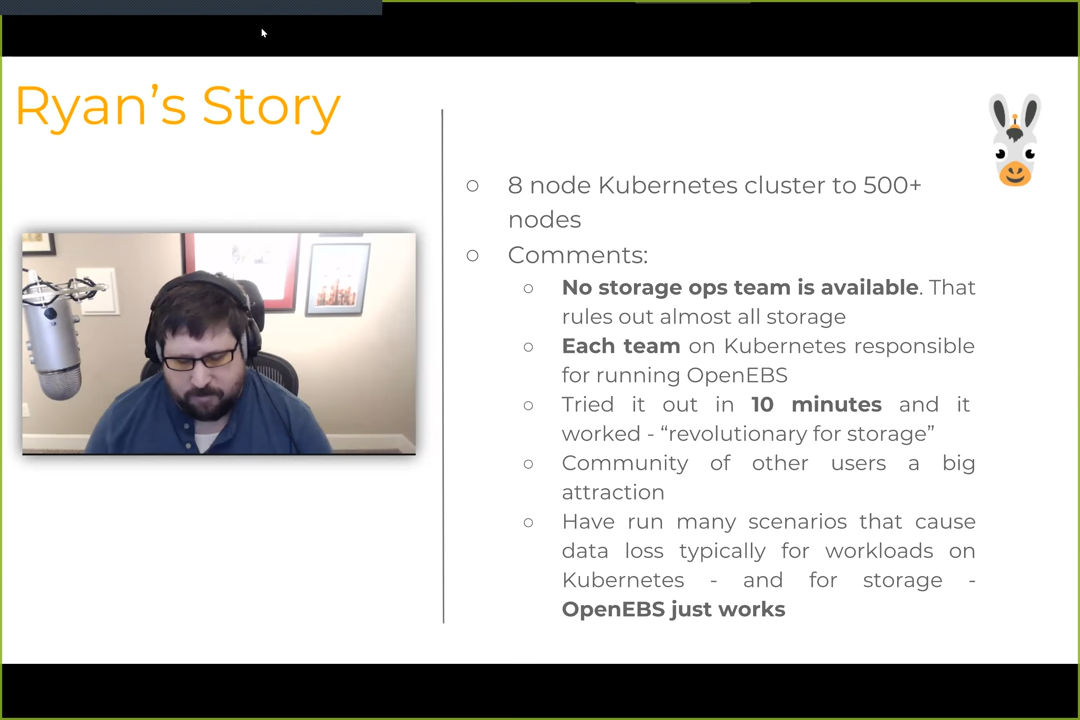 Ryan’s Story
○ 8 node Kubernetes cluster to 500+
nodes
○ Comments:
○ No storage ops team is available. That
rules out almost all storage
○ Each team on Kubernetes responsible
for running OpenEBS
○ Tried it out in 10 minutes and it
worked - “revolutionary for storage”
○ Community of other users a big
attraction
○ Have run many scenarios that cause
data loss typically for workloads on
Kubernetes - and for storage -
OpenEBS just works